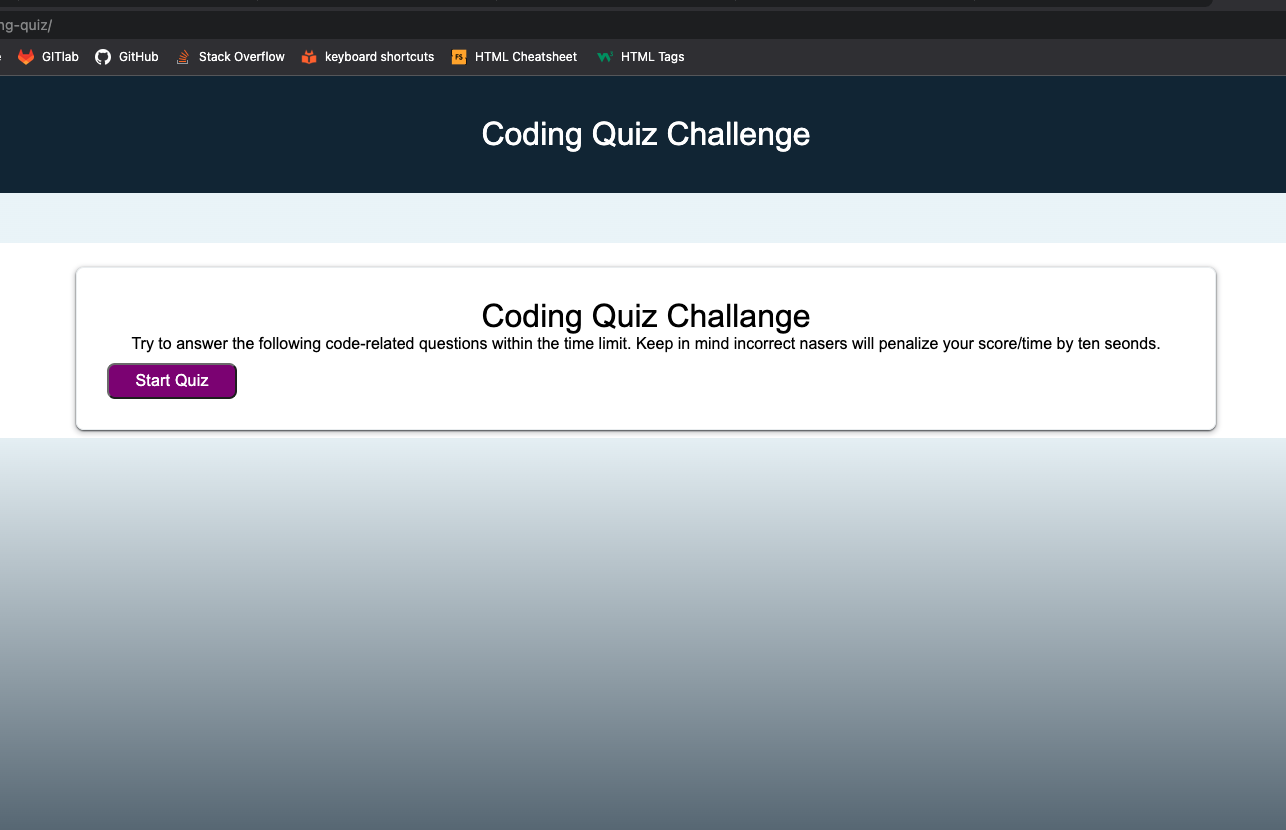 ng-quiz/
GITlab GitHub Stack Overflow keyboard shortcuts FS HTML Cheatsheet HTML Tags
Coding Quiz Challenge
Coding Quiz Challange
Try to answer the following code-related questions within the time limit. Keep in mind incorrect nasers will penalize your score/time by ten seonds.
Start Quiz